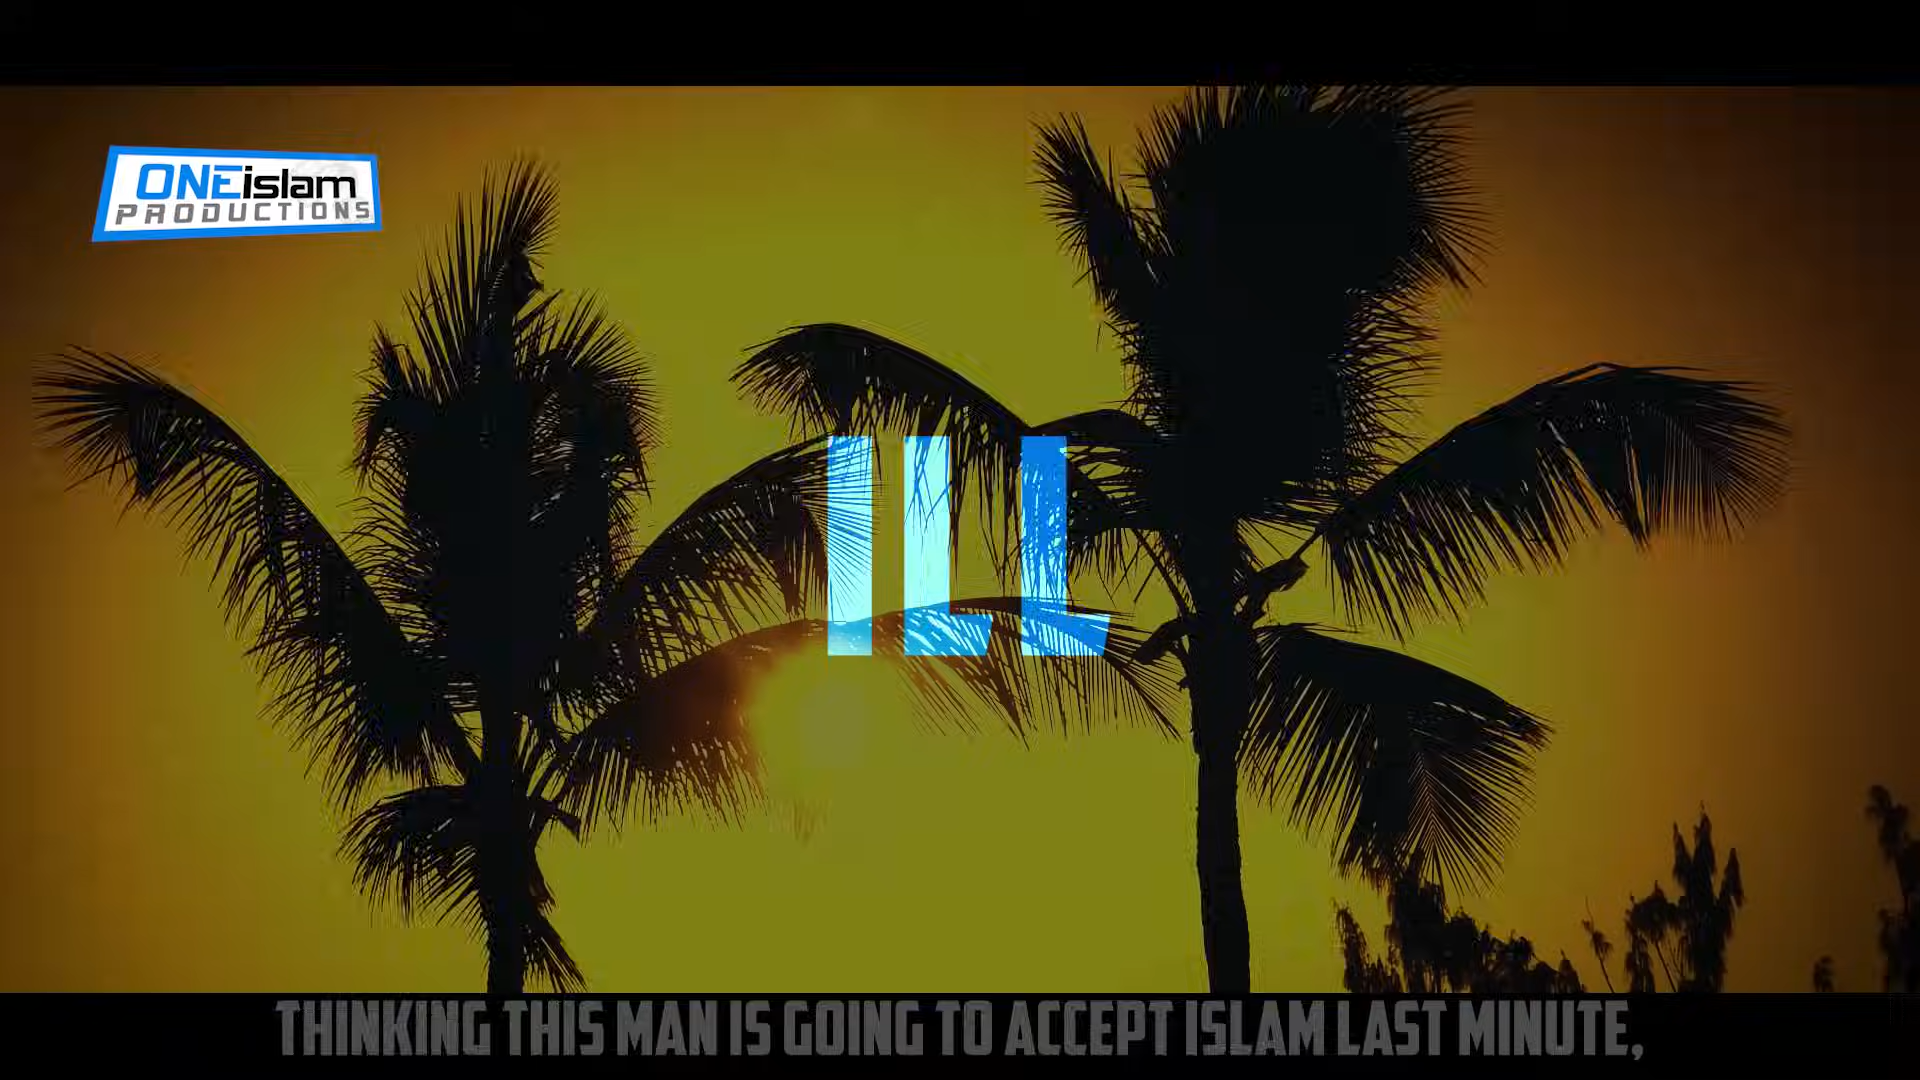 ONEislam
PRODUCTIONS
ILL
THINKING THIS MAN IS GOING TO ACCEPT ISLAM LAST MINUTE,